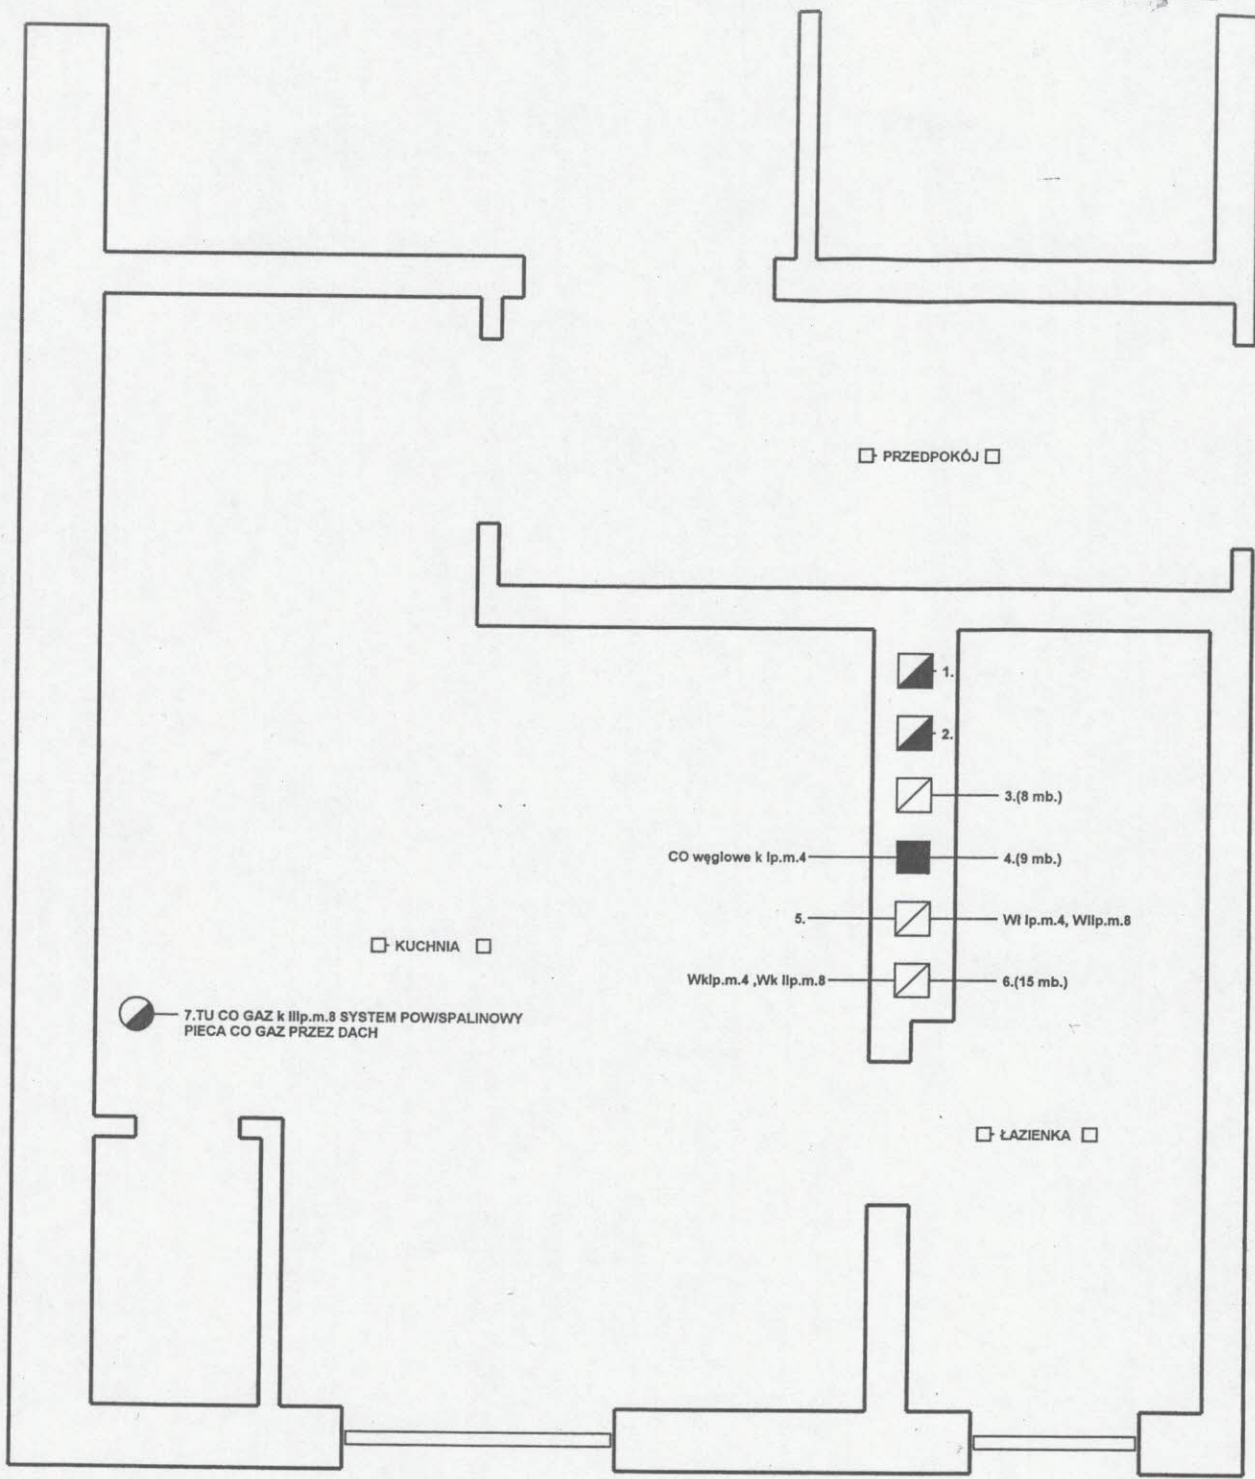 PRZEDPOKÓJ
1.
2.
3.(8 mb.)
CO węglowe k Ip.m.4
4.(9 mb.)
5.
Wł Ip.m.4, WIIp.m.8
KUCHNIA
WkIp.m.4 ,Wk IIp.m.8
6.(15 mb.)
7.TU CO GAZ k IIIp.m.8 SYSTEM POW/SPALINOWY
PIECA CO GAZ PRZEZ DACH
ŁAZIENKA